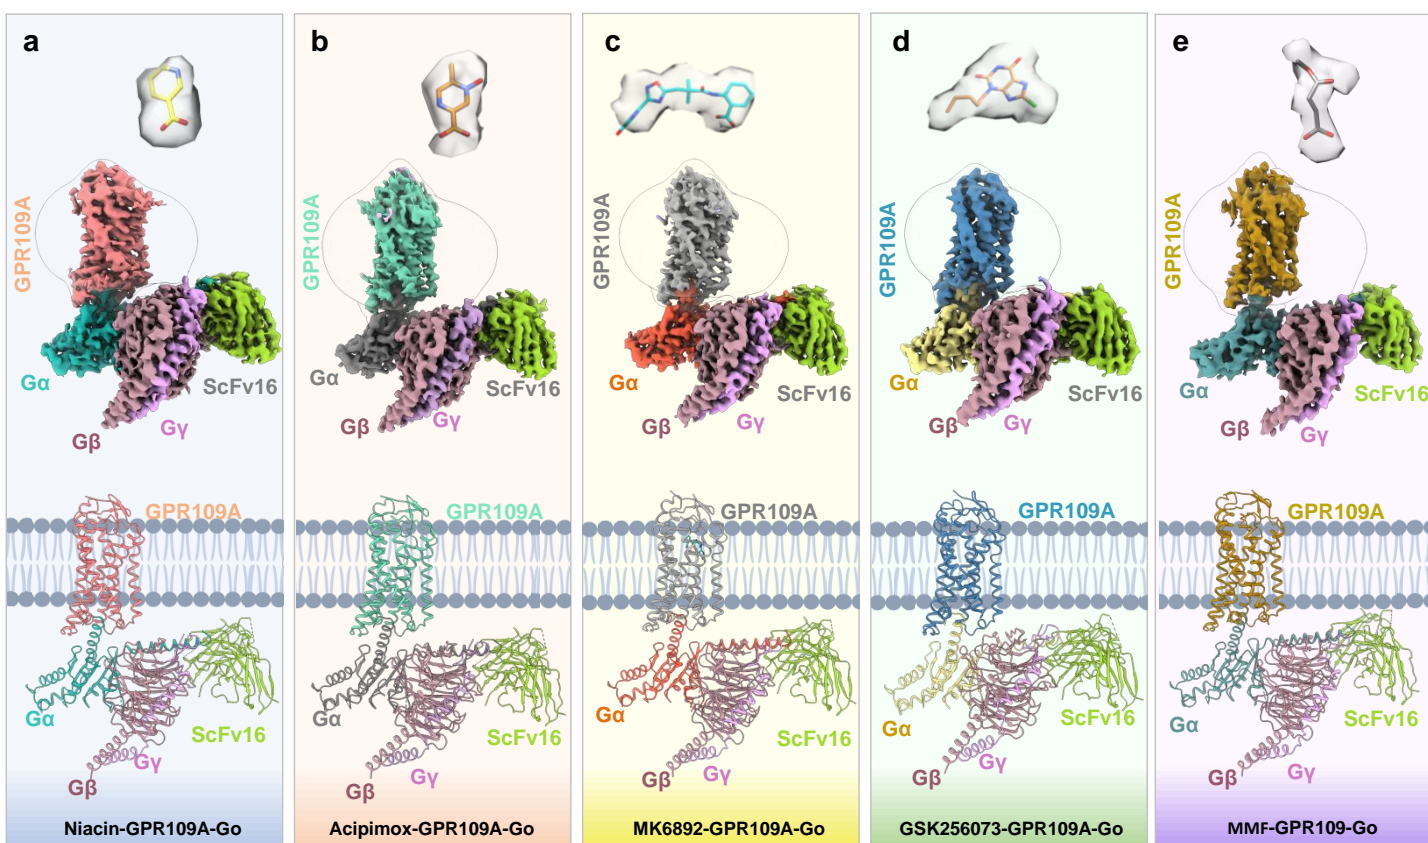 a
GPR109A
Gα
Gβ
Gγ
ScFv16
GPR109A
Gα
Gβ
Gγ
ScFv16
Niacin-GPR109A-Go
b
GPR109A
Gα
Gβ
Gγ
ScFv16
GPR109A
Gα
Gβ
Gγ
ScFv16
Acipimox-GPR109A-Go
c
GPR109A
Gα
Gβ
Gγ
ScFv16
GPR109A
Gα
Gβ
Gγ
ScFv16
MK6892-GPR109A-Go
d
GPR109A
Gα
Gβ
Gγ
ScFv16
GPR109A
Gα
Gβ
Gγ
ScFv16
GSK256073-GPR109A-Go
e
GPR109A
Gα
Gβ
Gγ
ScFv16
GPR109A
Gα
Gβ
Gγ
ScFv16
MMF-GPR109-Go